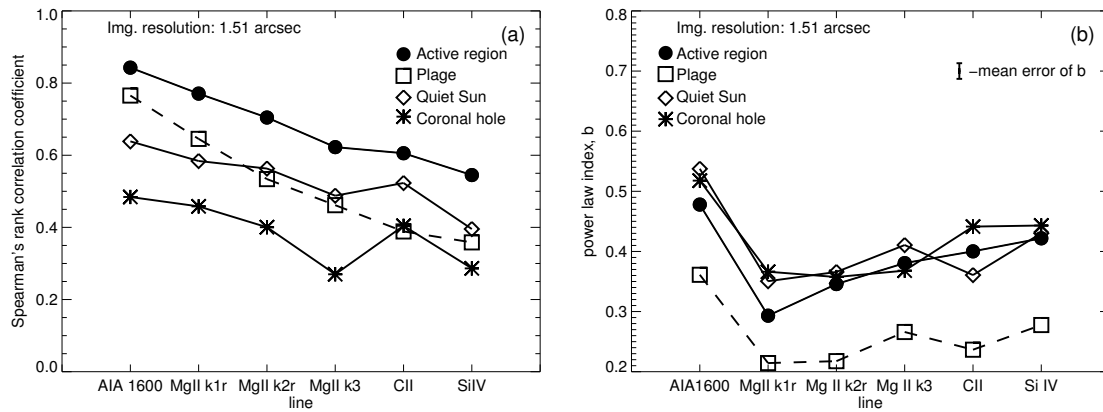 Img. resolution: 1.51 arcsec
(a)
Active region
Plage
Quiet Sun
Coronal hole
Spearman's rank correlation coefficient
1.0
0.8
0.6
0.4
0.2
0.0
AIA 1600 MgII k1r MgII k2r MgII k3 CII SiIV
line
Img. resolution: 1.51 arcsec
(b)
Active region
Plage
Quiet Sun
Coronal hole
-mean error of b
power law index, b
0.8
0.7
0.6
0.5
0.4
0.3
0.2
AIA1600 MgII k1r Mg II k2r Mg II k3 CII Si IV
line